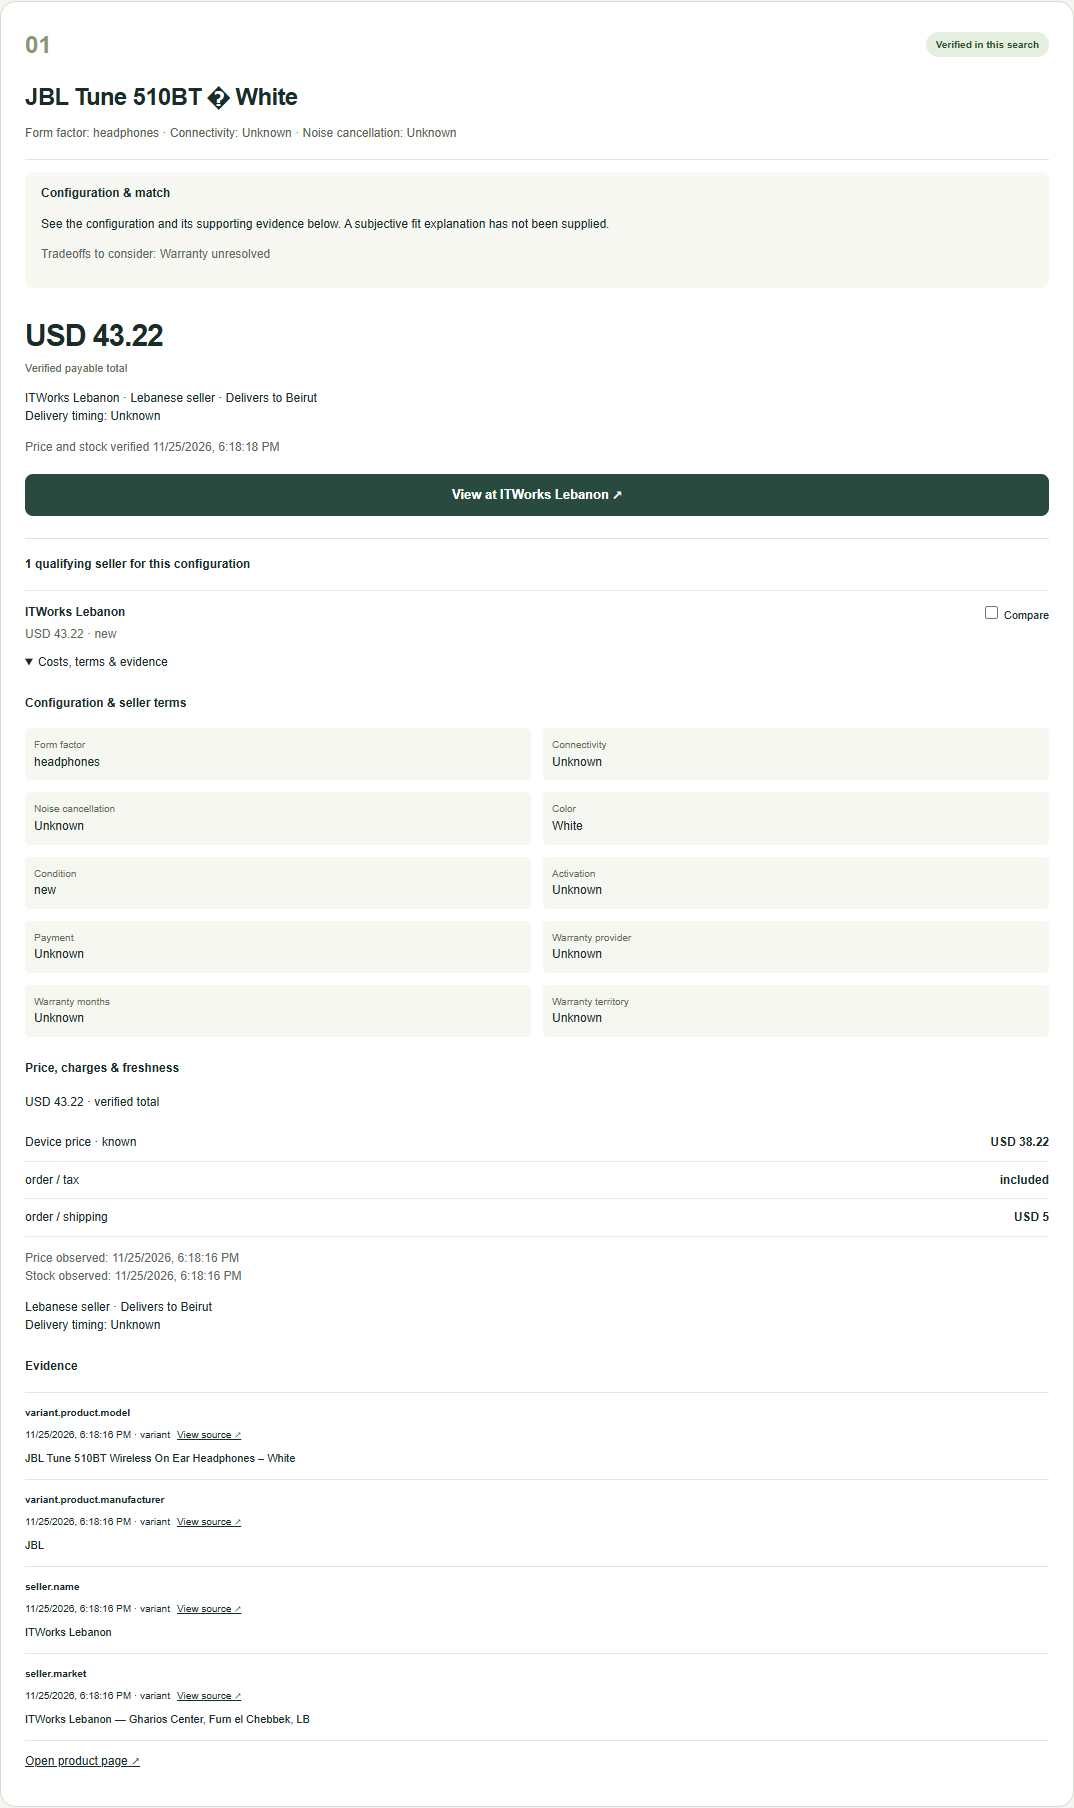 01
Verified in this search
JBL Tune 510BT � White
Form factor: headphones · Connectivity: Unknown · Noise cancellation: Unknown
Configuration & match
See the configuration and its supporting evidence below. A subjective fit explanation has not been supplied.
Tradeoffs to consider: Warranty unresolved
USD 43.22
Verified payable total
ITWorks Lebanon · Lebanese seller · Delivers to Beirut
Delivery timing: Unknown
Price and stock verified 11/25/2026, 6:18:18 PM
View at ITWorks Lebanon ↗
1 qualifying seller for this configuration
ITWorks Lebanon
Compare
USD 43.22 · new
▼ Costs, terms & evidence
Configuration & seller terms
Form factor
headphones
Connectivity
Unknown
Noise cancellation
Unknown
Color
White
Condition
new
Activation
Unknown
Payment
Unknown
Warranty provider
Unknown
Warranty months
Unknown
Warranty territory
Unknown
Price, charges & freshness
USD 43.22 · verified total
Device price · known USD 38.22
order / tax included
order / shipping USD 5
Price observed: 11/25/2026, 6:18:16 PM
Stock observed: 11/25/2026, 6:18:16 PM
Lebanese seller · Delivers to Beirut
Delivery timing: Unknown
Evidence
variant.product.model
11/25/2026, 6:18:16 PM · variant View source ↗
JBL Tune 510BT Wireless On Ear Headphones – White
variant.product.manufacturer
11/25/2026, 6:18:16 PM · variant View source ↗
JBL
seller.name
11/25/2026, 6:18:16 PM · variant View source ↗
ITWorks Lebanon
seller.market
11/25/2026, 6:18:16 PM · variant View source ↗
ITWorks Lebanon — Gharios Center, Furn el Chebbek, LB
Open product page ↗